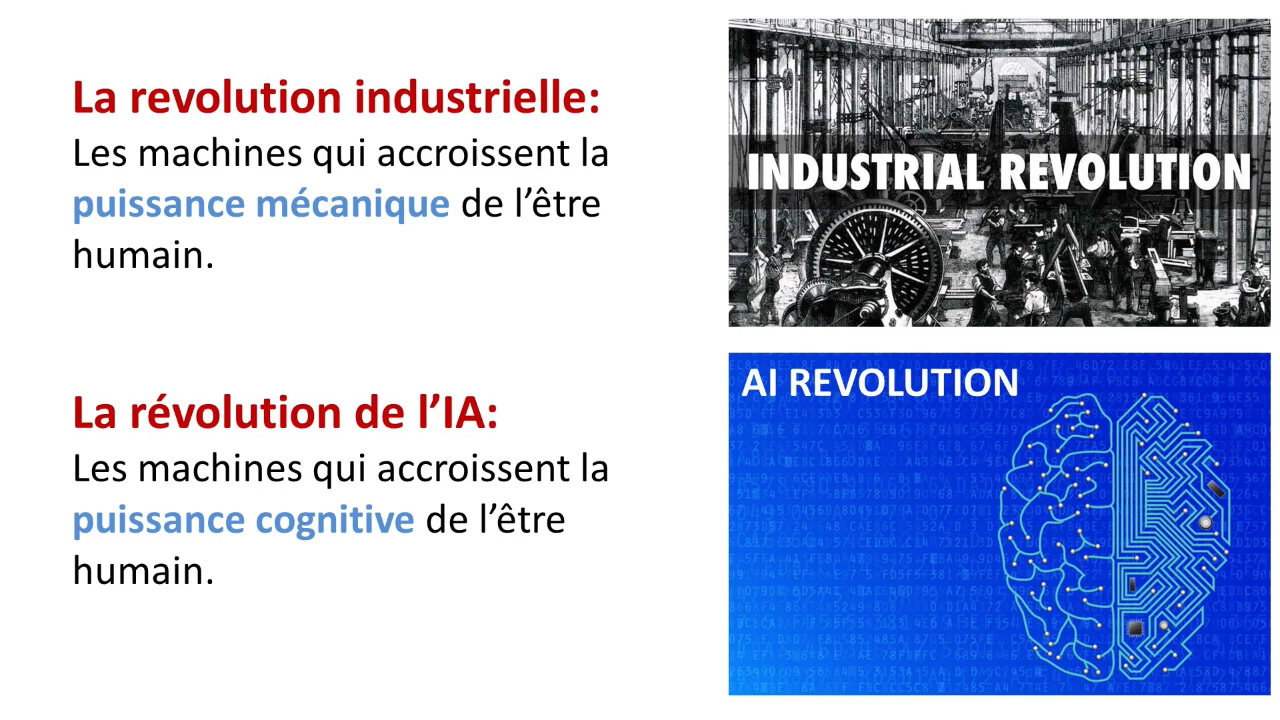 La revolution industrielle:
Les machines qui accroissent la
puissance mécanique de l’être
humain.
INDUSTRIAL REVOLUTION
La révolution de l’IA:
Les machines qui accroissent la
puissance cognitive de l’être
humain.
AI REVOLUTION